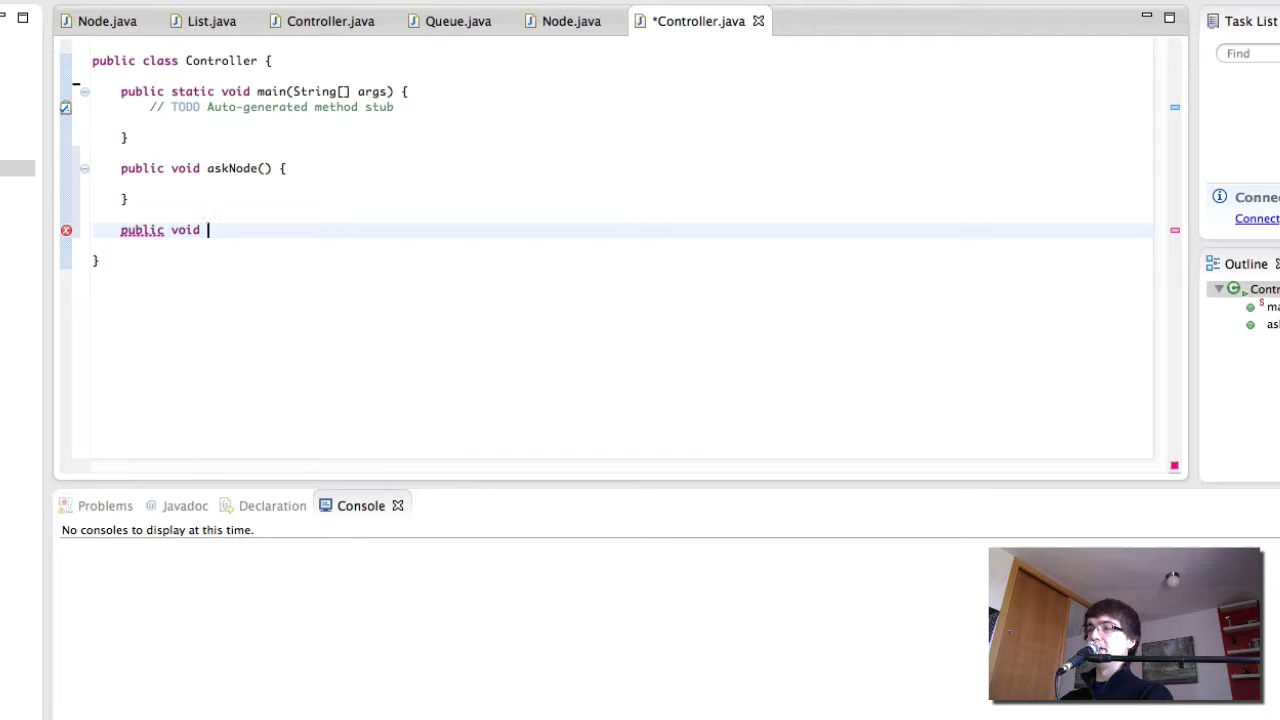 Node.java List.java Controller.java Queue.java Node.java *Controller.java
Task List
Find
public class Controller {
public static void main(String[] args) {
// TODO Auto-generated method stub
}
public void askNode() {
}
public void
}
Conne
Connect
Outline
Contr
ma
ask
Problems @ Javadoc Declaration Console
No consoles to display at this time.